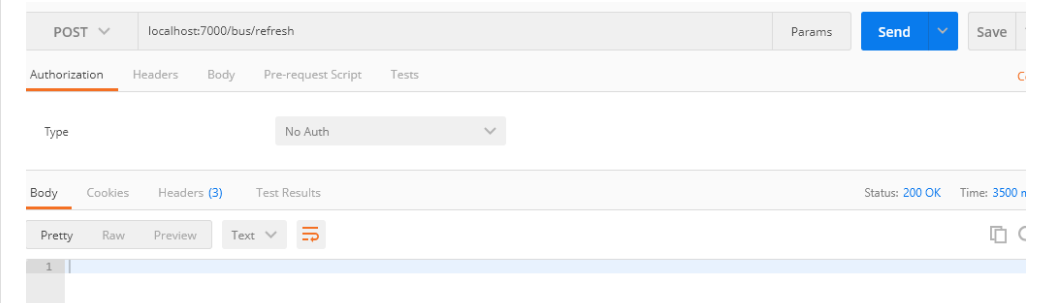 POST localhost:7000/bus/refresh Params Send Save
Authorization Headers Body Pre-request Script Tests
Type No Auth
Body Cookies Headers (3) Test Results Status: 200 OK Time: 3500
Pretty Raw Preview Text
1